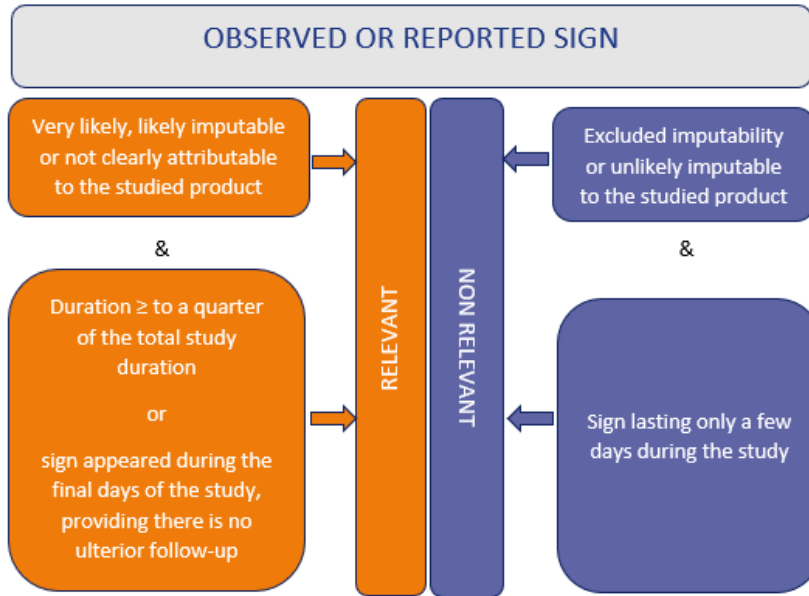 OBSERVED OR REPORTED SIGN
Very likely, likely imputable
or not clearly attributable
to the studied product
&
Duration ≥ to a quarter
of the total study
duration
or
sign appeared during the
final days of the study,
providing there is no
ulterior follow-up
RELEVANT
NON RELEVANT
Excluded imputability
or unlikely imputable
to the studied product
&
Sign lasting only a few
days during the study